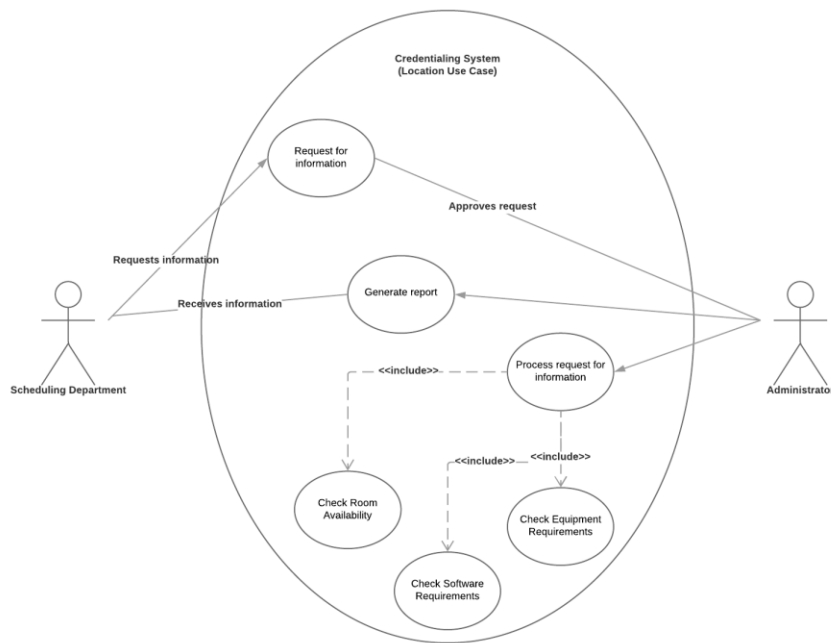 Credentialing System
(Location Use Case)
Request for
information
Approves request
Requests information
Generate report
Receives information
Process request for
information
<<include>>
Scheduling Department
Administrator
<<include>>
<<include>>
Check Room
Availability
Check Equipment
Requirements
Check Software
Requirements